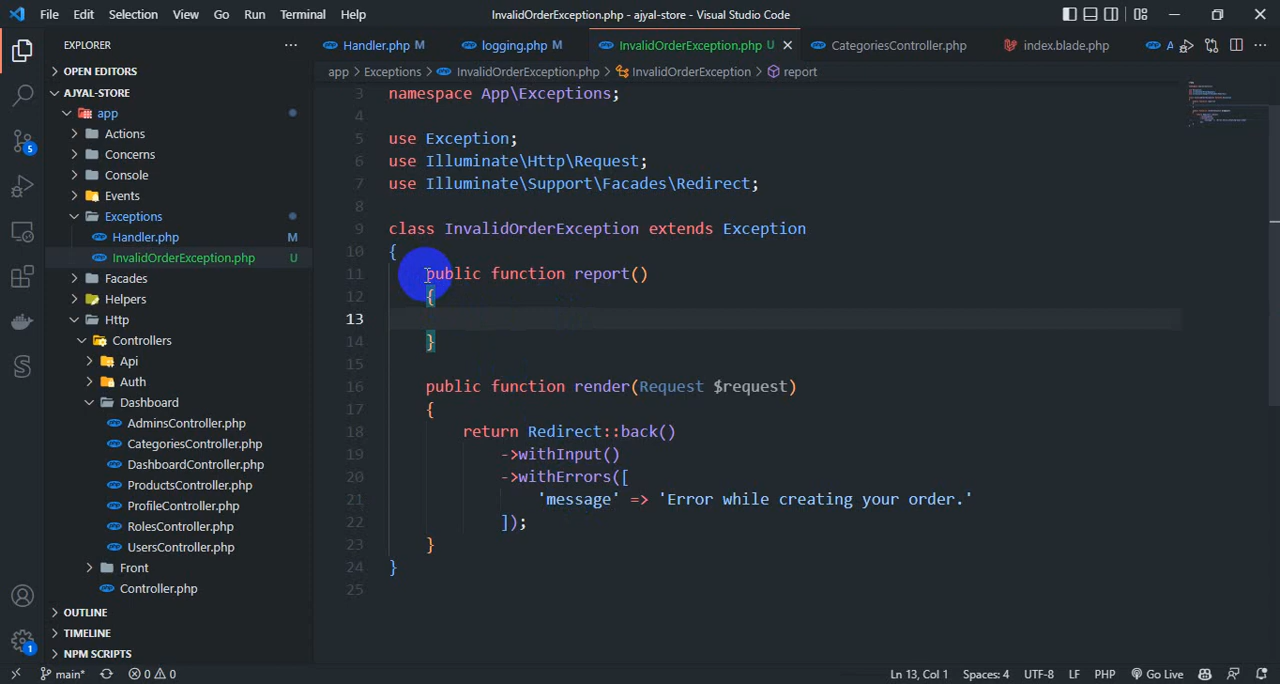 File Edit Selection View Go Run Terminal Help
InvalidOrderException.php - ajyal-store - Visual Studio Code
EXPLORER
Handler.php M
logging.php M
InvalidOrderException.php U
CategoriesController.php
index.blade.php
A
OPEN EDITORS
AJYAL-STORE
app
Actions
Concerns
Console
Events
Exceptions
Handler.php M
InvalidOrderException.php U
Facades
Helpers
Http
Controllers
Api
Auth
Dashboard
AdminsController.php
CategoriesController.php
DashboardController.php
ProductsController.php
ProfileController.php
RolesController.php
UsersController.php
Front
Controller.php
OUTLINE
TIMELINE
NPM SCRIPTS
app > Exceptions > InvalidOrderException.php > InvalidOrderException > report
3 namespace App\Exceptions;
4
5 use Exception;
6 use Illuminate\Http\Request;
7 use Illuminate\Support\Facades\Redirect;
8
9 class InvalidOrderException extends Exception
10 {
11 public function report()
12 {
13
14 }
15
16 public function render(Request $request)
17 {
18 return Redirect::back()
19 ->withInput()
20 ->withErrors([
21 'message' => 'Error while creating your order.'
22 ]);
23 }
24 }
25
5
1
main* 0 0
Ln 13, Col 1 Spaces: 4 UTF-8 LF PHP Go Live